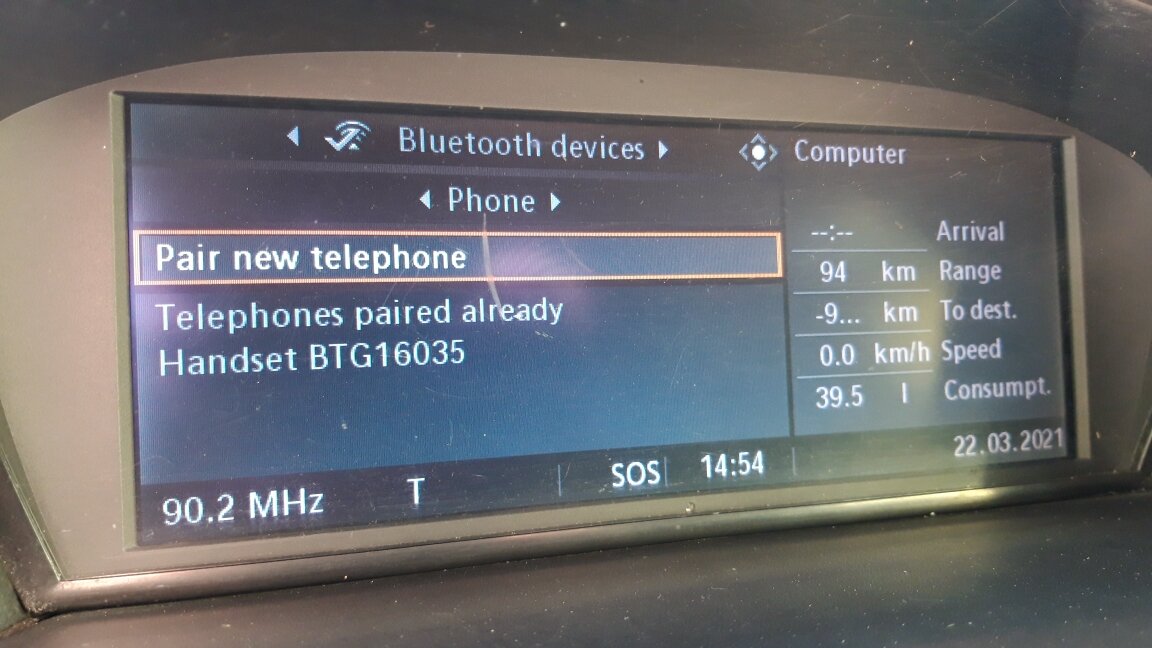 Bluetooth devices
Phone
Pair new telephone
Telephones paired already
Handset BTG16035
Computer
--:-- Arrival
94 km Range
-9... km To dest.
0.0 km/h Speed
39.5 l Consumpt.
90.2 MHz T SOS 14:54 22.03.2021